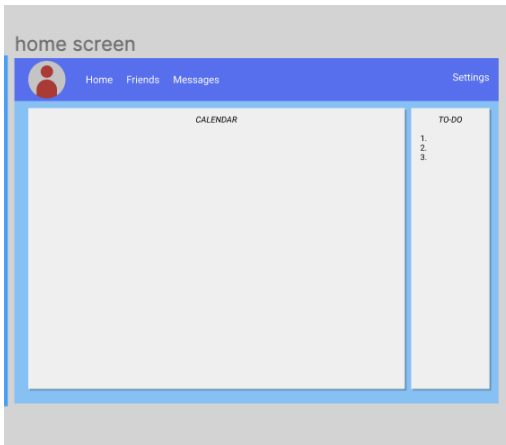 home screen
Home Friends Messages Settings
CALENDAR
TO-DO
1.
2.
3.